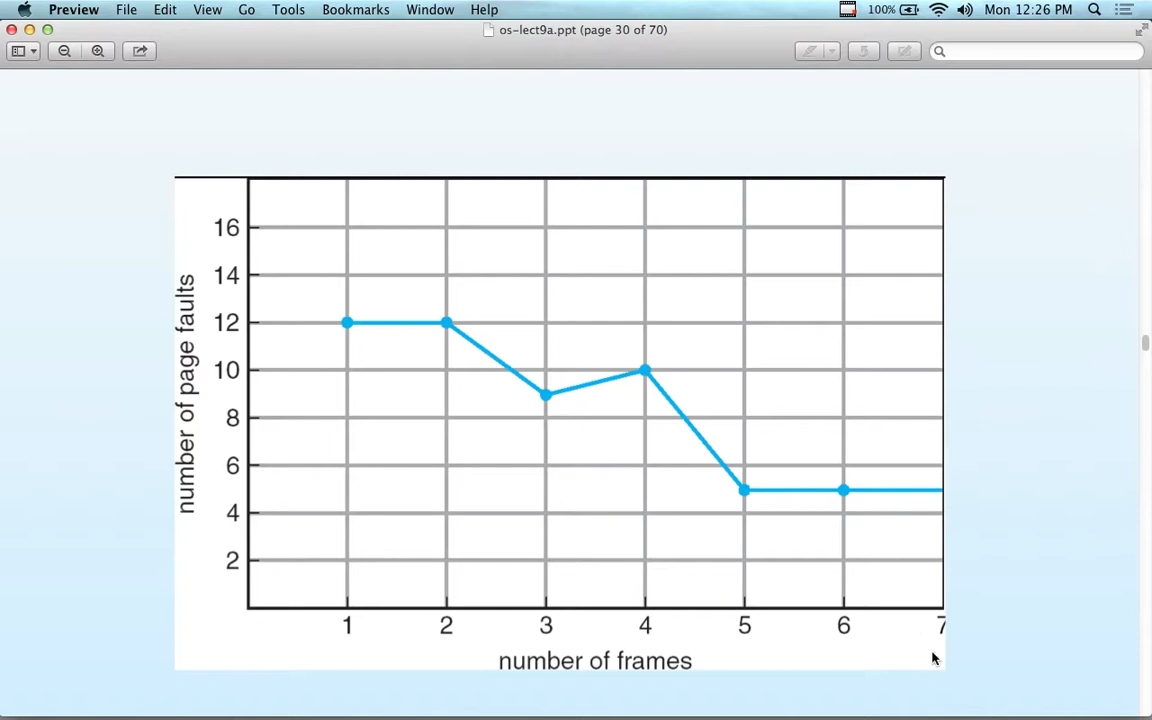 Preview File Edit View Go Tools Bookmarks Window Help 100% Mon 12:26 PM
os-lect9a.ppt (page 30 of 70)
number of page faults
16
14
12
10
8
6
4
2
1 2 3 4 5 6 7
number of frames